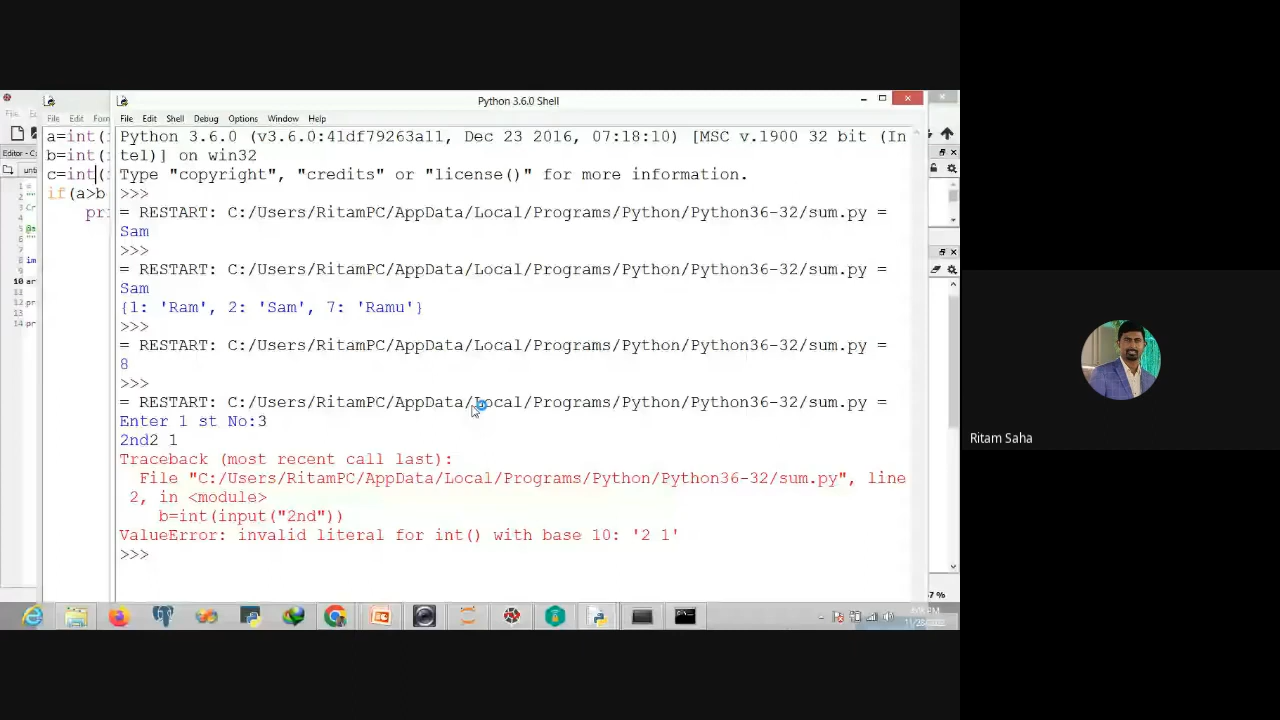 Python 3.6.0 Shell
File Edit Shell Debug Options Window Help
Python 3.6.0 (v3.6.0:41df79263a11, Dec 23 2016, 07:18:10) [MSC v.1900 32 bit (In
tel)] on win32
Type "copyright", "credits" or "license()" for more information.
>>>
= RESTART: C:/Users/RitamPC/AppData/Local/Programs/Python/Python36-32/sum.py =
Sam
>>>
= RESTART: C:/Users/RitamPC/AppData/Local/Programs/Python/Python36-32/sum.py =
Sam
{1: 'Ram', 2: 'Sam', 7: 'Ramu'}
>>>
= RESTART: C:/Users/RitamPC/AppData/Local/Programs/Python/Python36-32/sum.py =
8
>>>
= RESTART: C:/Users/RitamPC/AppData/Local/Programs/Python/Python36-32/sum.py =
Enter 1 st No:3
2nd2 1
Traceback (most recent call last):
File "C:/Users/RitamPC/AppData/Local/Programs/Python/Python36-32/sum.py", line
2, in <module>
b=int(input("2nd"))
ValueError: invalid literal for int() with base 10: '2 1'
>>>
File Edit Form
a=int(
b=int(
c=int(
if(a>b
pri
Editor - C
Ritam Saha